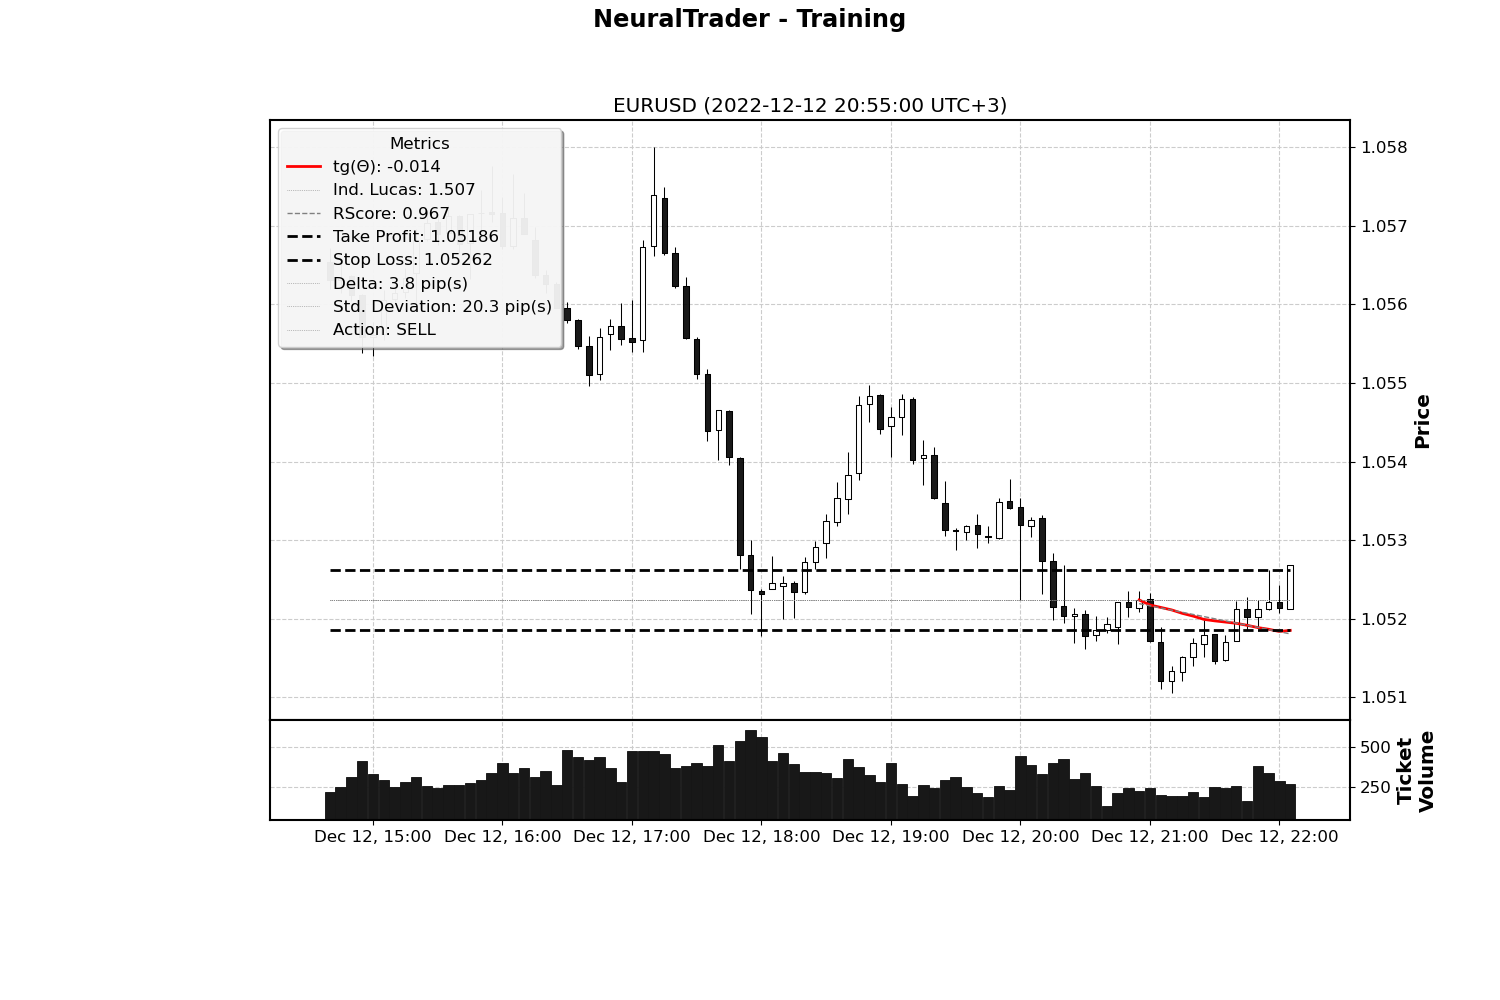 NeuralTrader - Training
EURUSD (2022-12-12 20:55:00 UTC+3)
Metrics
tg(Θ): -0.014
Ind. Lucas: 1.507
RScore: 0.967
Take Profit: 1.05186
Stop Loss: 1.05262
Delta: 3.8 pip(s)
Std. Deviation: 20.3 pip(s)
Action: SELL
1.058
1.057
1.056
1.055
1.054
1.053
1.052
1.051
Price
500
250
Ticket
Volume
Dec 12, 15:00
Dec 12, 16:00
Dec 12, 17:00
Dec 12, 18:00
Dec 12, 19:00
Dec 12, 20:00
Dec 12, 21:00
Dec 12, 22:00